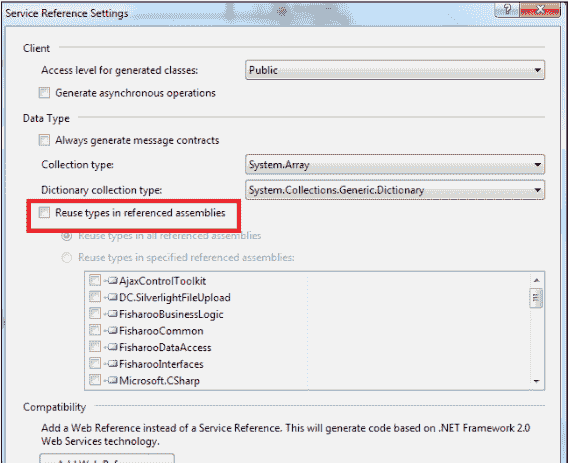 Service Reference Settings
Client
Access level for generated classes:
Public
Generate asynchronous operations
Data Type
Always generate message contracts
Collection type:
System.Array
Dictionary collection type:
System.Collections.Generic.Dictionary
Reuse types in referenced assemblies
Reuse types in all referenced assemblies
Reuse types in specified referenced assemblies:
AjaxControlToolkit
DC.SilverlightFileUpload
FisharooBusinessLogic
FisharooCommon
FisharooDataAccess
FisharooInterfaces
Microsoft.CSharp
Compatibility
Add a Web Reference instead of a Service Reference. This will generate code based on .NET Framework 2.0
Web Services technology.
Add Web Reference